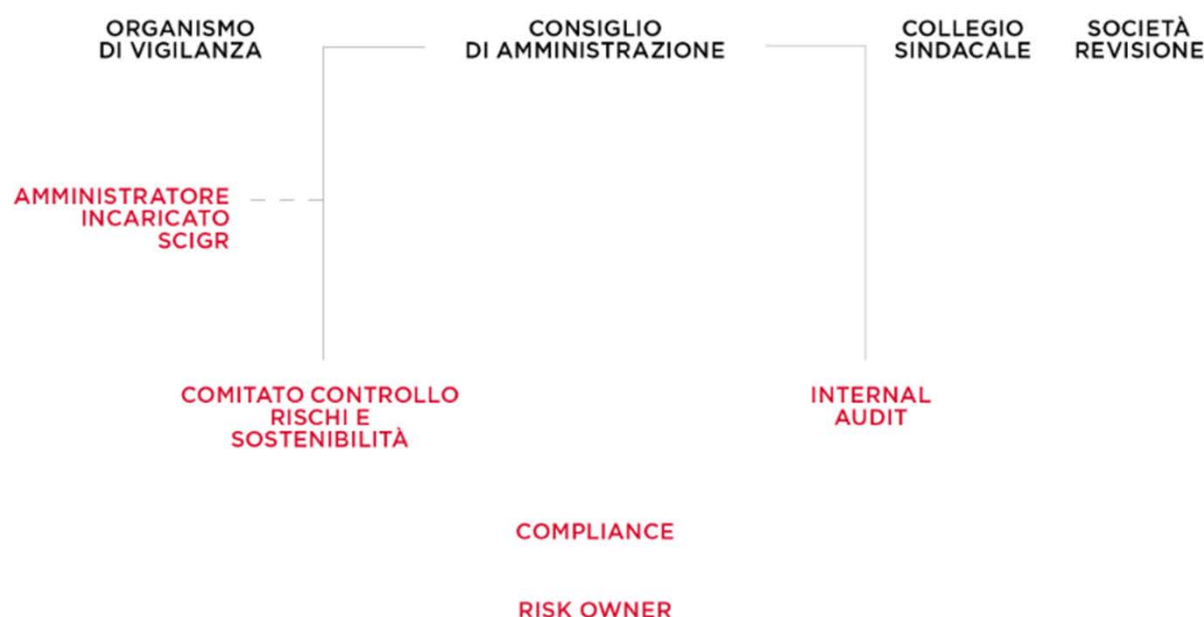 ORGANISMO
DI VIGILANZA
CONSIGLIO
DI AMMINISTRAZIONE
COLLEGIO
SINDACALE
SOCIETÀ
REVISIONE
AMMINISTRATORE
INCARICATO
SCIGR
COMITATO CONTROLLO
RISCHI E
SOSTENIBILITÀ
INTERNAL
AUDIT
COMPLIANCE
RISK OWNER